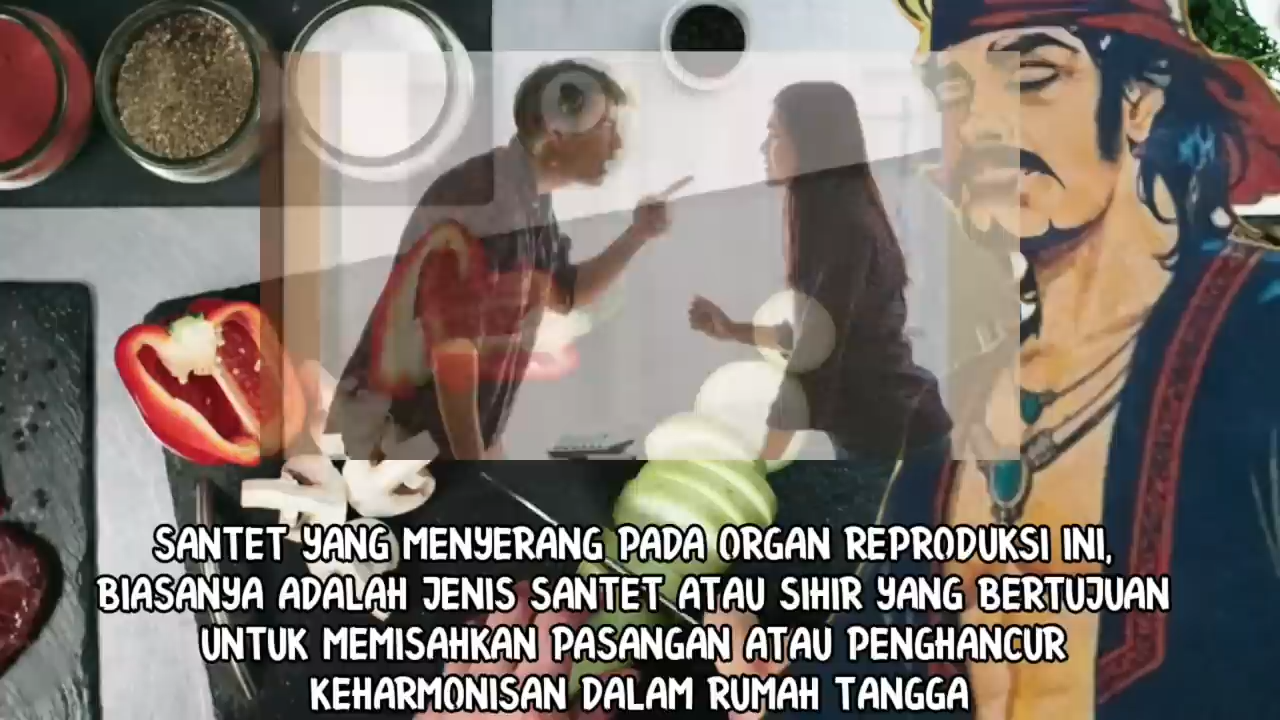 SANTET YANG MENYERANG PADA ORGAN REPRODUKSI INI,
BIASANYA ADALAH JENIS SANTET ATAU SIHIR YANG BERTUJUAN
UNTUK MEMISAHKAN PASANGAN ATAU PENGHANCUR
KEHARMONISAN DALAM RUMAH TANGGA